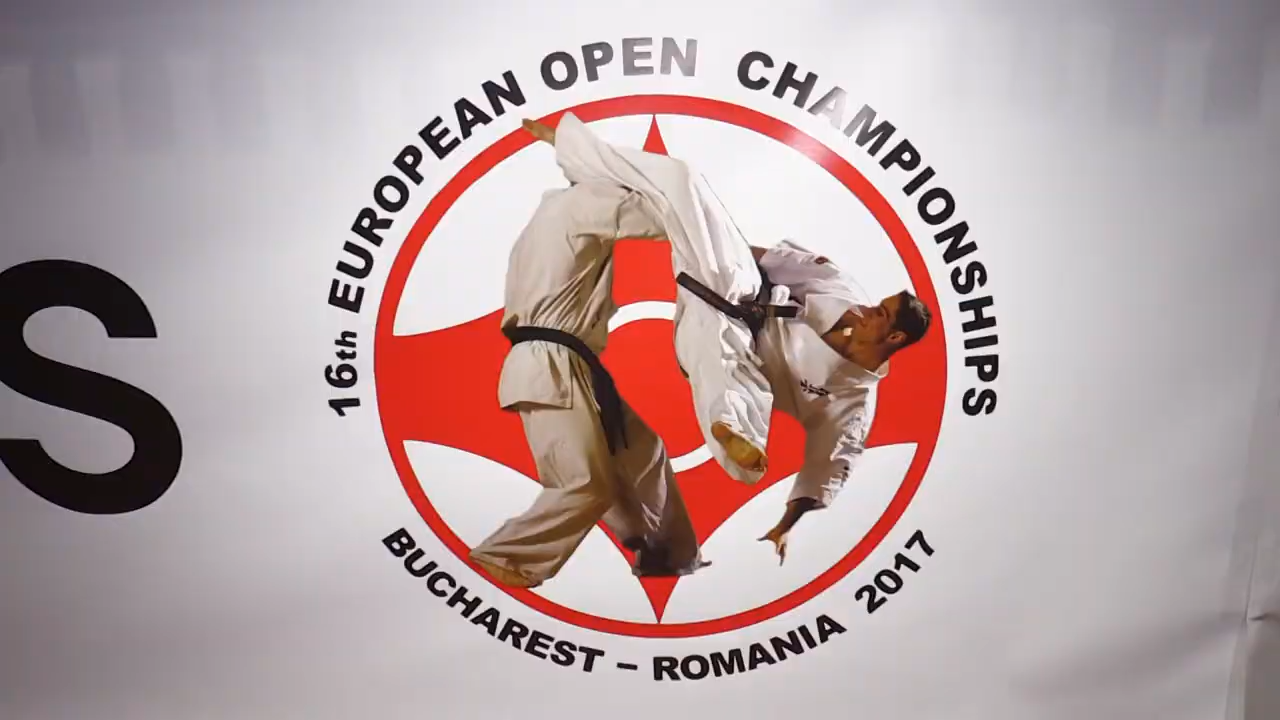 S
16th EUROPEAN OPEN CHAMPIONSHIPS
BUCHAREST – ROMANIA 2017